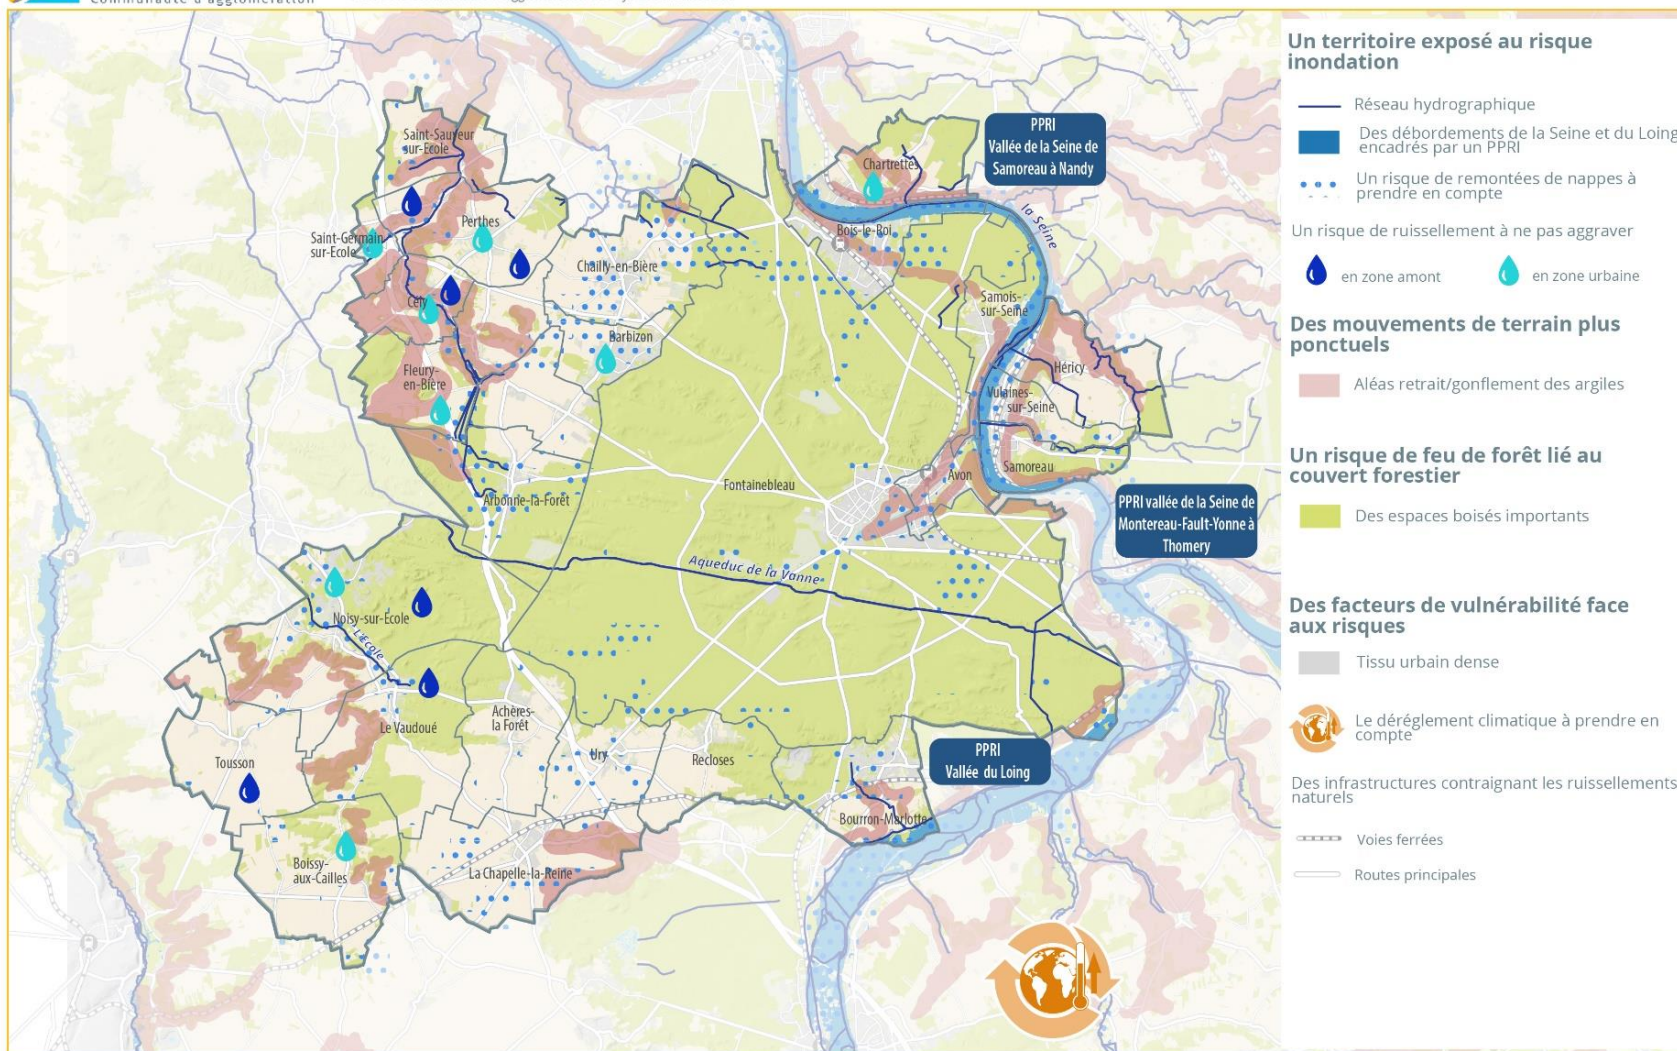 Communauté d'agglomération
Saint-Sauveur
sur-Ecole
Perthes
Saint-Germain
sur-Ecole
Cély
Chailly-en-Bière
Barbizon
Fleury-
en-Bière
Arbonne-la-Forêt
Chartrettes
PPRI
Vallée de la Seine de
Samoreau à Nandy
la Seine
Bois-le-Roi
Samois-
sur-Seine
Héricy
Vulaines-
sur-Seine
Samoreau
Avon
Fontainebleau
PPRI vallée de la Seine de
Montereau-Fault-Yonne à
Thomery
Aqueduc de la Vanne
Noisy-sur-Ecole
L'Ecole
Le Vaudoué
Achères-
la Forêt
Ury
Recloses
Tousson
Boissy-
aux-Cailles
La Chapelle-la-Reine
Bourron-Marlotte
PPRI
Vallée du Loing
Un territoire exposé au risque
inondation
Réseau hydrographique
Des débordements de la Seine et du Loing
encadrés par un PPRI
Un risque de remontées de nappes à
prendre en compte
Un risque de ruissellement à ne pas aggraver
en zone amont
en zone urbaine
Des mouvements de terrain plus
ponctuels
Aléas retrait/gonflement des argiles
Un risque de feu de forêt lié au
couvert forestier
Des espaces boisés importants
Des facteurs de vulnérabilité face
aux risques
Tissu urbain dense
Le déréglement climatique à prendre en
compte
Des infrastructures contraignant les ruissellements
naturels
Voies ferrées
Routes principales